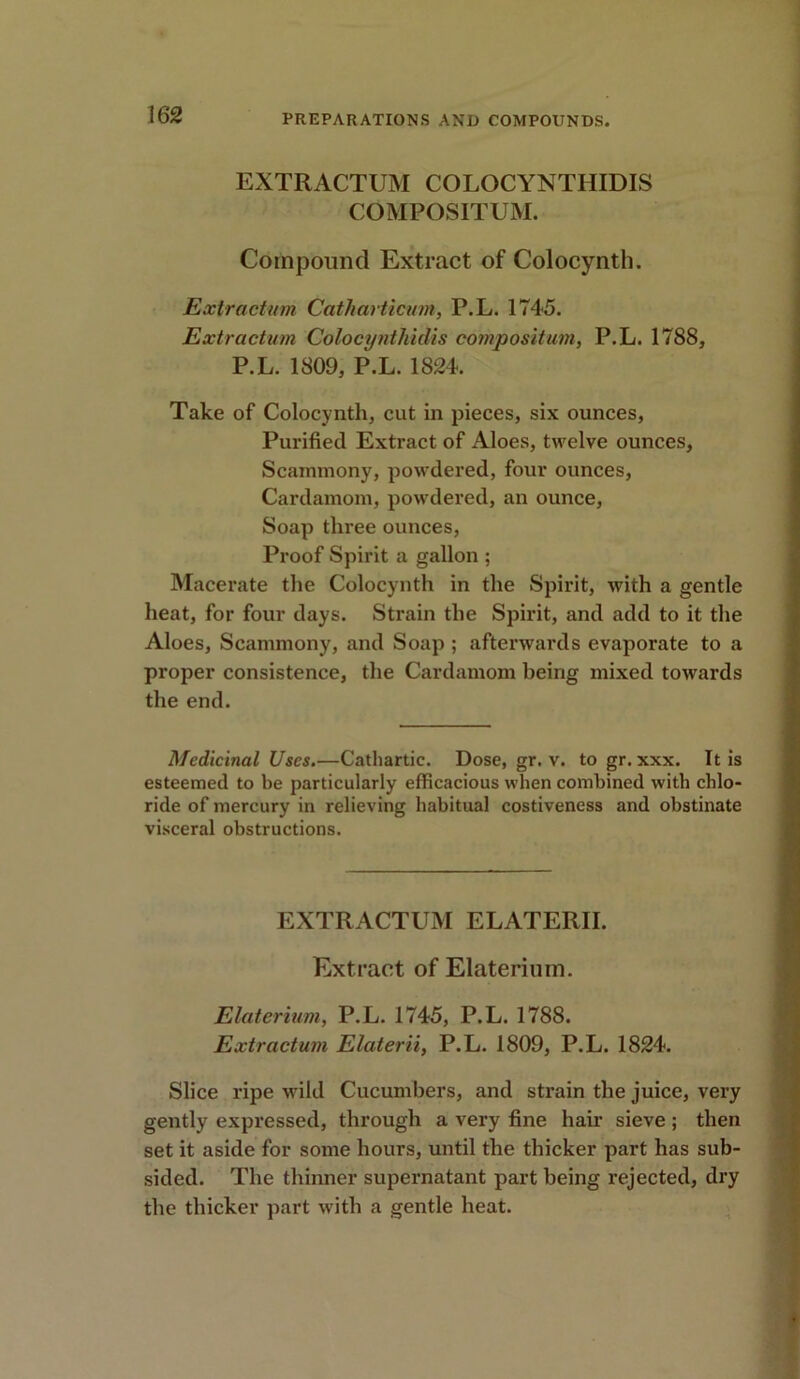 162
PREPARATIONS AND COMPOUNDS.
EXTRACTUM COLOCYNTHIDIS
COMPOSITUM.
Compound Extract of Colocynth.
Extractum Catharticum, P.L. 1745.
Extractum Colocynthidis compositum, P.L. 1788,
P.L. 1809, P.L. 1824.
Take of Colocynth, cut in pieces, six ounces,
Purified Extract of Aloes, twelve ounces,
Scammony, powdered, four ounces,
Cardamom, powdered, an ounce,
Soap three ounces,
Proof Spirit a gallon ;
Macerate the Colocynth in the Spirit, with a gentle
heat, for four days. Strain the Spirit, and add to it the
Aloes, Scammony, and Soap ; afterwards evaporate to a
proper consistence, the Cardamom being mixed towards
the end.
Medicinal Uses.—Cathartic. Dose, gr. v. to gr. xxx. It is
esteemed to be particularly efficacious when combined with chlo-
ride of mercury in relieving habitual costiveness and obstinate
visceral obstructions.
EXTRACTUM ELATERII.
Extract of Elaterium.
Elaterium, P.L. 1745, P.L. 1788.
Extractum Elaterii, P.L. 1809, P.L. 1824.
Slice ripe wild Cucumbers, and strain the juice, very
gently expressed, through a very fine hair sieve ; then
set it aside for some hours, until the thicker part has sub-
sided. The thinner supernatant part being rejected, dry
the thicker part with a gentle heat.